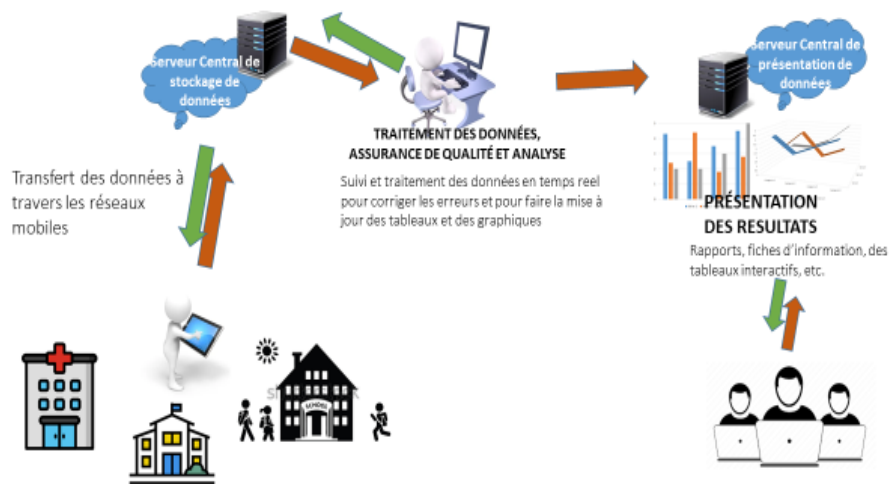 Serveur Central de
stockage de
données
Transfert des données à
travers les réseaux
mobiles
TRAITEMENT DES DONNÉES,
ASSURANCE DE QUALITÉ ET ANALYSE
Suivi et traitement des données en temps reel
pour corriger les erreurs et pour faire la mise à
jour des tableaux et des graphiques
Serveur Central de
présentation de
données
PRÉSENTATION
DES RESULTATS
Rapports, fiches d'information, des
tableaux interactifs, etc.
SCHOOL